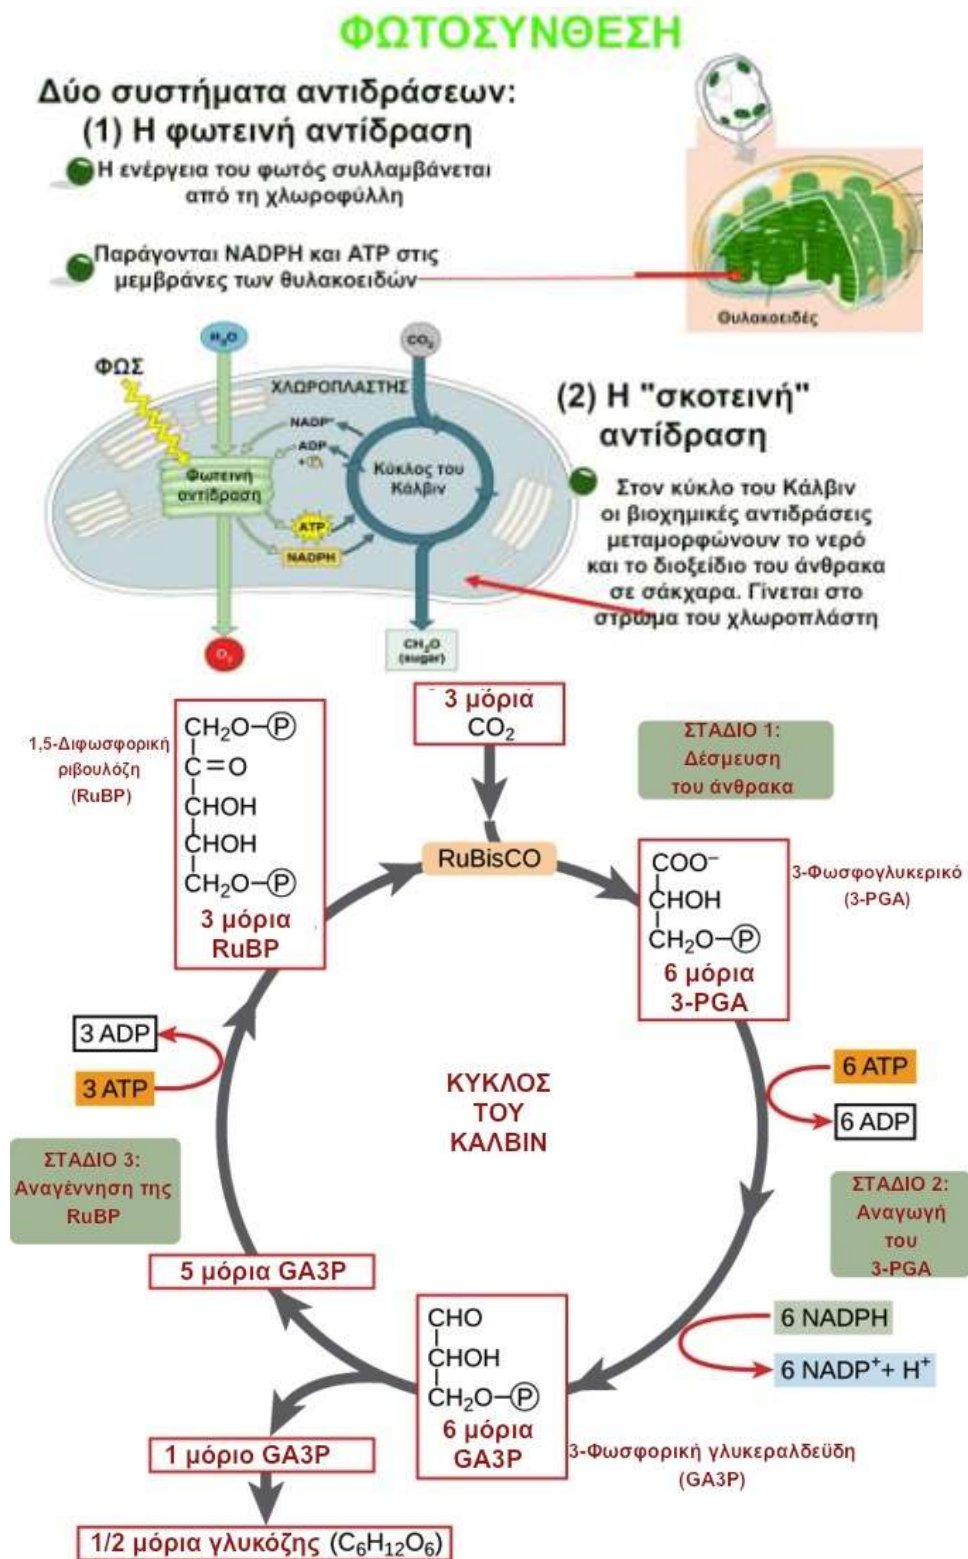 ΦΩΤΟΣΥΝΘΕΣΗ
Δύο συστήματα αντιδράσεων:
(1) Η φωτεινή αντίδραση
Η ενέργεια του φωτός συλλαμβάνεται
από τη χλωροφύλλη
Παράγονται NADPH και ATP στις
μεμβράνες των θυλακοειδών
Θυλακοειδές
H₂O
CO₂
ΦΩΣ
ΧΛΩΡΟΠΛΑΣΤΗΣ
NADP⁺
ADP
+ P
Φωτεινή
αντίδραση
Κύκλος του
Κάλβιν
ATP
NADPH
O₂
CH₂O
(sugar)
(2) Η "σκοτεινή"
αντίδραση
Στον κύκλο του Κάλβιν
οι βιοχημικές αντιδράσεις
μεταμορφώνουν το νερό
και το διοξείδιο του άνθρακα
σε σάκχαρα. Γίνεται στο
στρωμα του χλωροπλάστη
3 μόρια
CO₂
1,5-Διφωσφορική
ριβουλόζη
(RuBP)
CH₂O–P
C=O
CHOH
CHOH
CH₂O–P
3 μόρια
RuBP
ΣΤΑΔΙΟ 1:
Δέσμευση
του άνθρακα
RuBisCO
COO⁻
CHOH
CH₂O–P
6 μόρια
3-PGA
3-Φωσφογλυκερικό
(3-PGA)
3 ADP
3 ATP
ΚΥΚΛΟΣ
ΤΟΥ
ΚΑΛΒΙΝ
6 ATP
6 ADP
ΣΤΑΔΙΟ 3:
Αναγέννηση της
RuBP
ΣΤΑΔΙΟ 2:
Αναγωγή
του
3-PGA
5 μόρια GA3P
6 NADPH
6 NADP⁺+ H⁺
CHO
CHOH
CH₂O–P
6 μόρια
GA3P
3-Φωσφορική γλυκεραλδεϋδη
(GA3P)
1 μόριο GA3P
1/2 μόρια γλυκόζης (C₆H₁₂O₆)